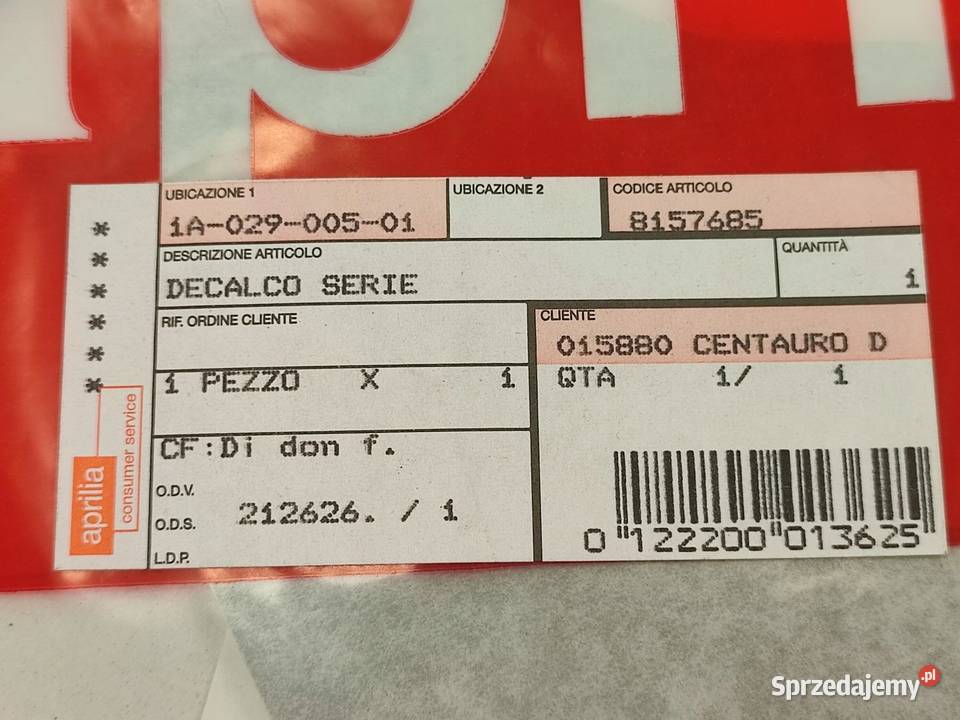 UBICAZIONE 1
1A-029-005-01
UBICAZIONE 2
CODICE ARTICOLO
8157685
DESCRIZIONE ARTICOLO
DECALCO SERIE
QUANTITÀ
1
RIF. ORDINE CLIENTE
CLIENTE
015880 CENTAURO D
1 PEZZO X 1
QTA 1/ 1
CF:Di don f.
O.D.V.
O.D.S.
212626. / 1
L.D.P.
0"122200"013625"
* * * * * *
aprilia
consumer service
Sprzedajemy.pl